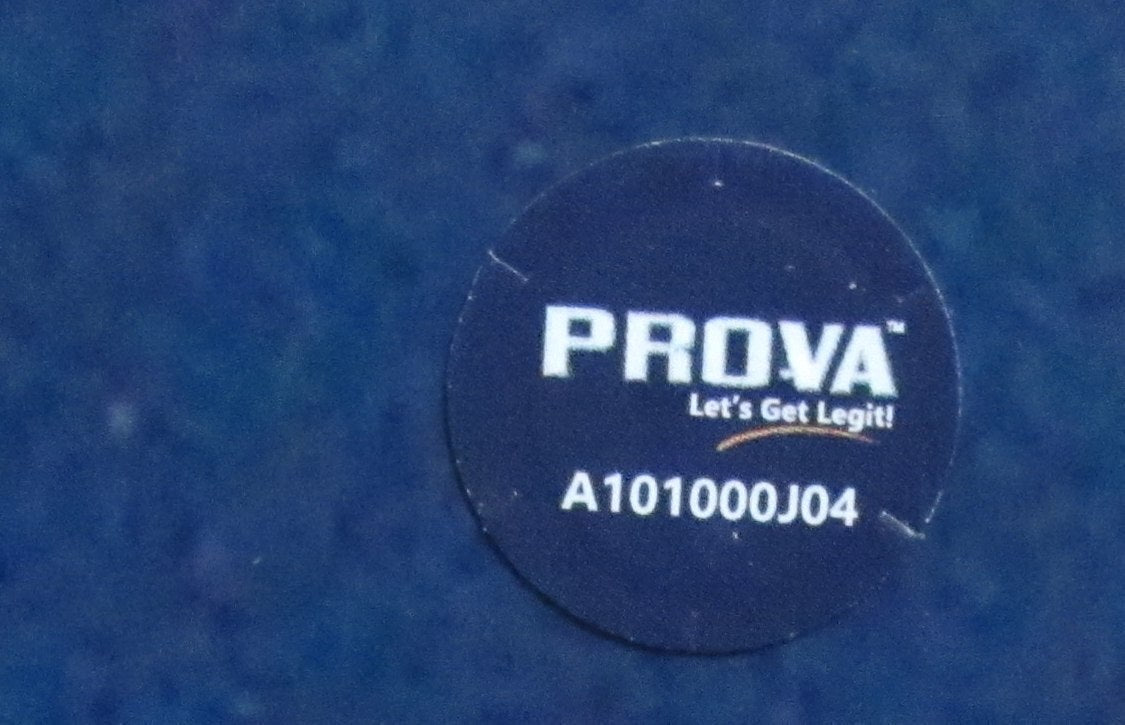 PROVA™
Let's Get Legit!
A101000J04